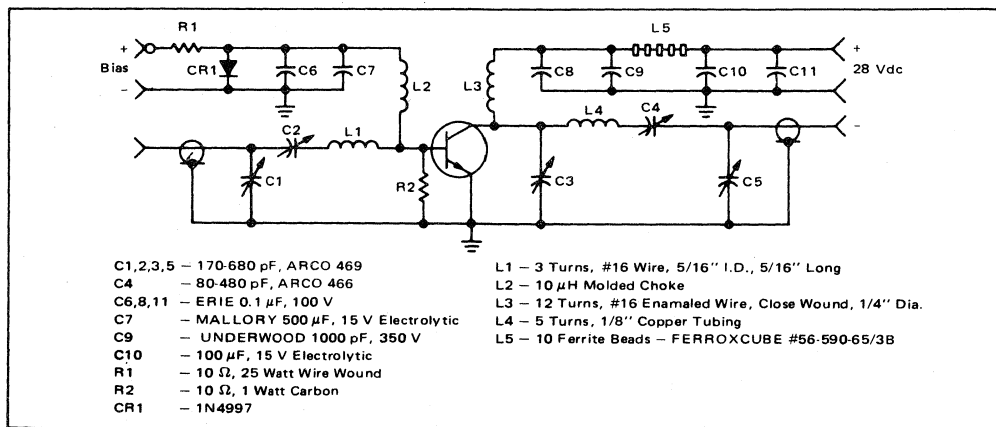 R1
L5
+
Bias
–
CR1
C6
C7
L2
L3
C8
C9
C10
C11
+
28 Vdc
–
C2
L1
L4
C4
C1
R2
C3
C5
C1,2,3,5 – 170-680 pF, ARCO 469
C4 – 80-480 pF, ARCO 466
C6,8,11 – ERIE 0.1 μF, 100 V
C7 – MALLORY 500 μF, 15 V Electrolytic
C9 – UNDERWOOD 1000 pF, 350 V
C10 – 100 μF, 15 V Electrolytic
R1 – 10 Ω, 25 Watt Wire Wound
R2 – 10 Ω, 1 Watt Carbon
CR1 – 1N4997
L1 – 3 Turns, #16 Wire, 5/16" I.D., 5/16" Long
L2 – 10 μH Molded Choke
L3 – 12 Turns, #16 Enamaled Wire, Close Wound, 1/4" Dia.
L4 – 5 Turns, 1/8" Copper Tubing
L5 – 10 Ferrite Beads – FERROXCUBE #56-590-65/3B